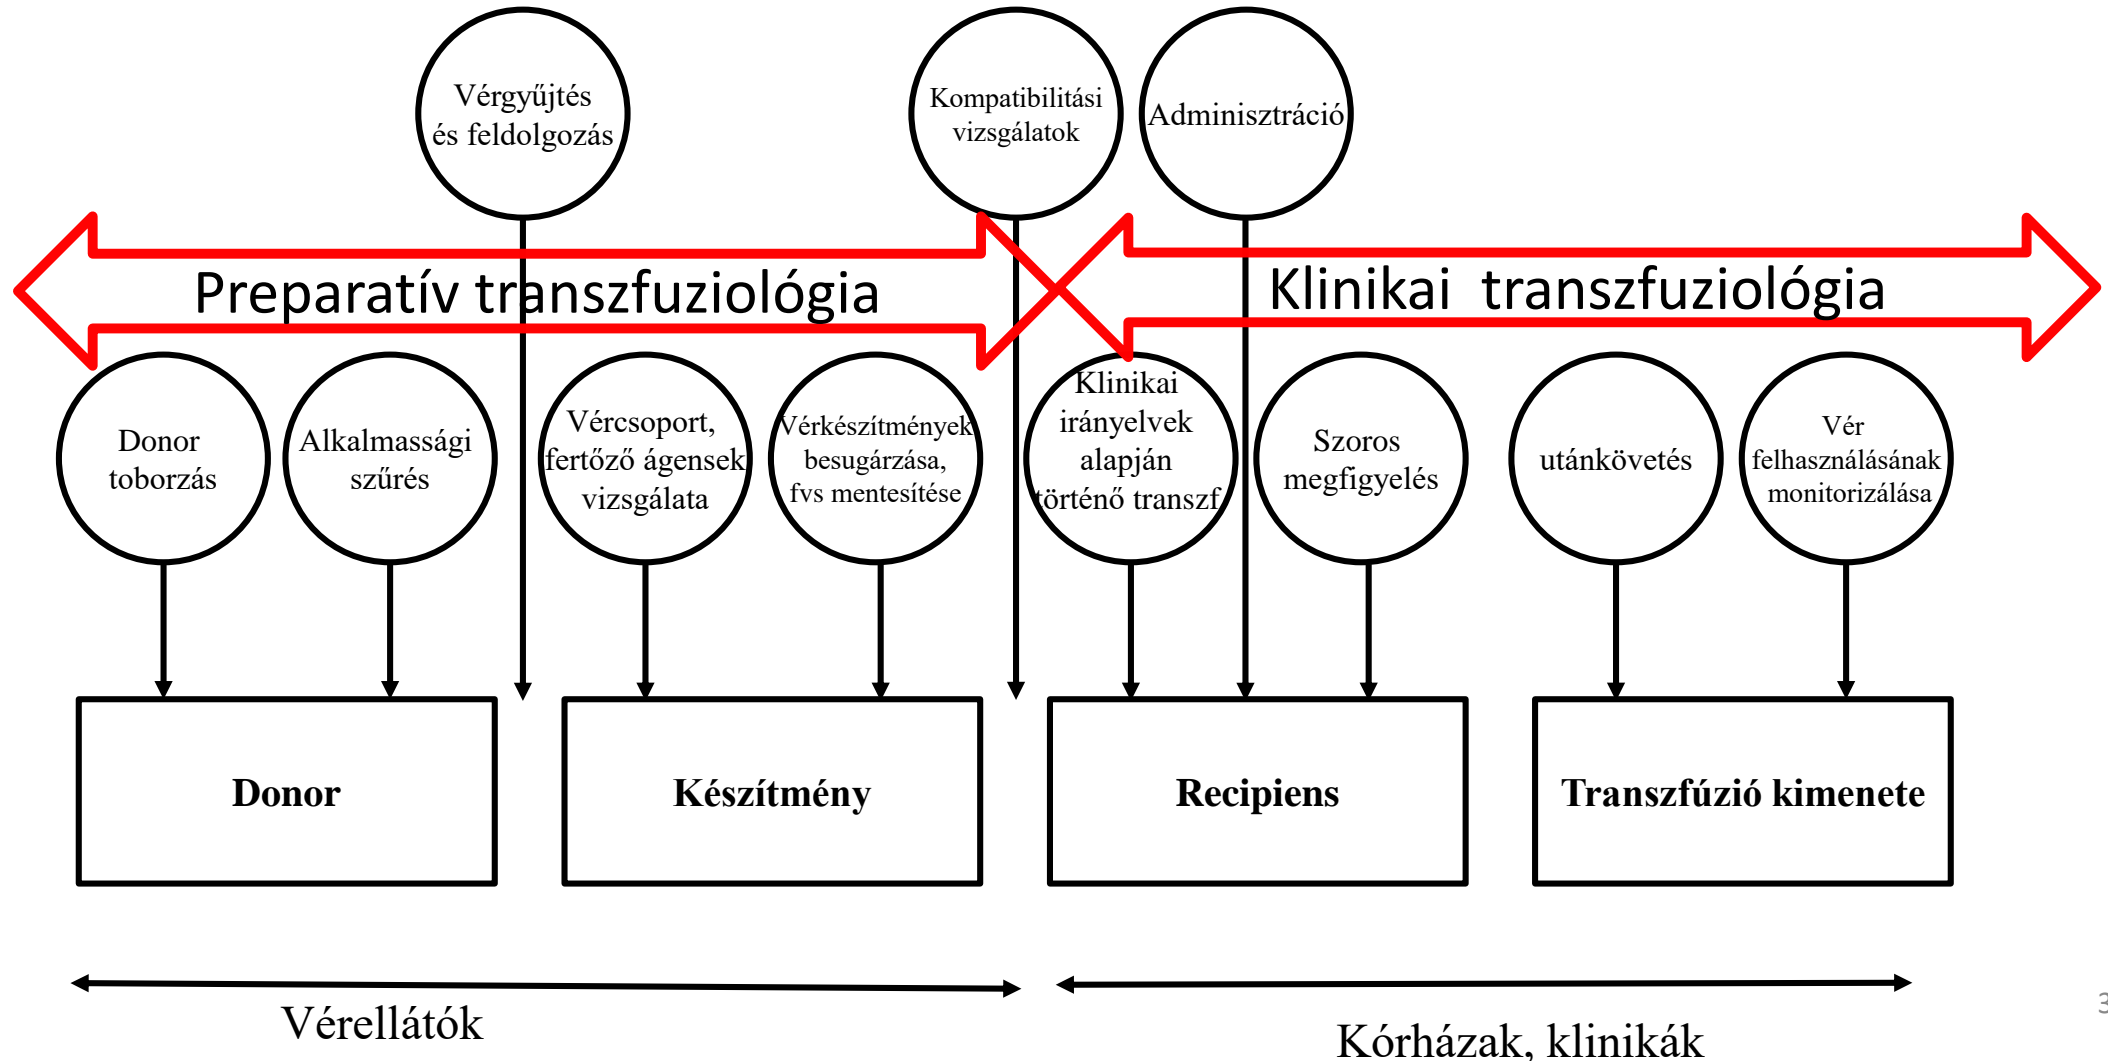 Vérgyűjtés
és feldolgozás
Kompatibilitási
vizsgálatok
Adminisztráció
Preparatív transzfuziológia
Klinikai transzfuziológia
Donor
toborzás
Alkalmassági
szűrés
Vércsoport,
fertőző ágensek
vizsgálata
Vérkészítmények
besugárzása,
fvs mentesítése
Klinikai
irányelvek
alapján
történő transzf.
Szoros
megfigyelés
utánkövetés
Vér
felhasználásának
monitorizálása
Donor
Készítmény
Recipiens
Transzfúzió kimenete
Vérellátók
Kórházak, klinikák
3